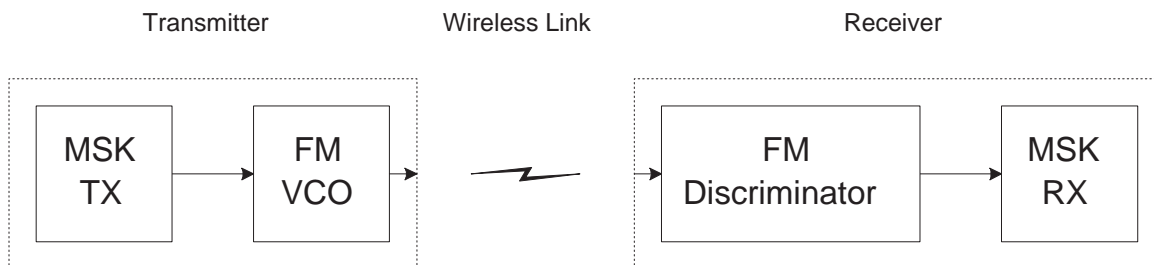 Transmitter
Wireless Link
Receiver
MSK
TX
FM
VCO
FM
Discriminator
MSK
RX